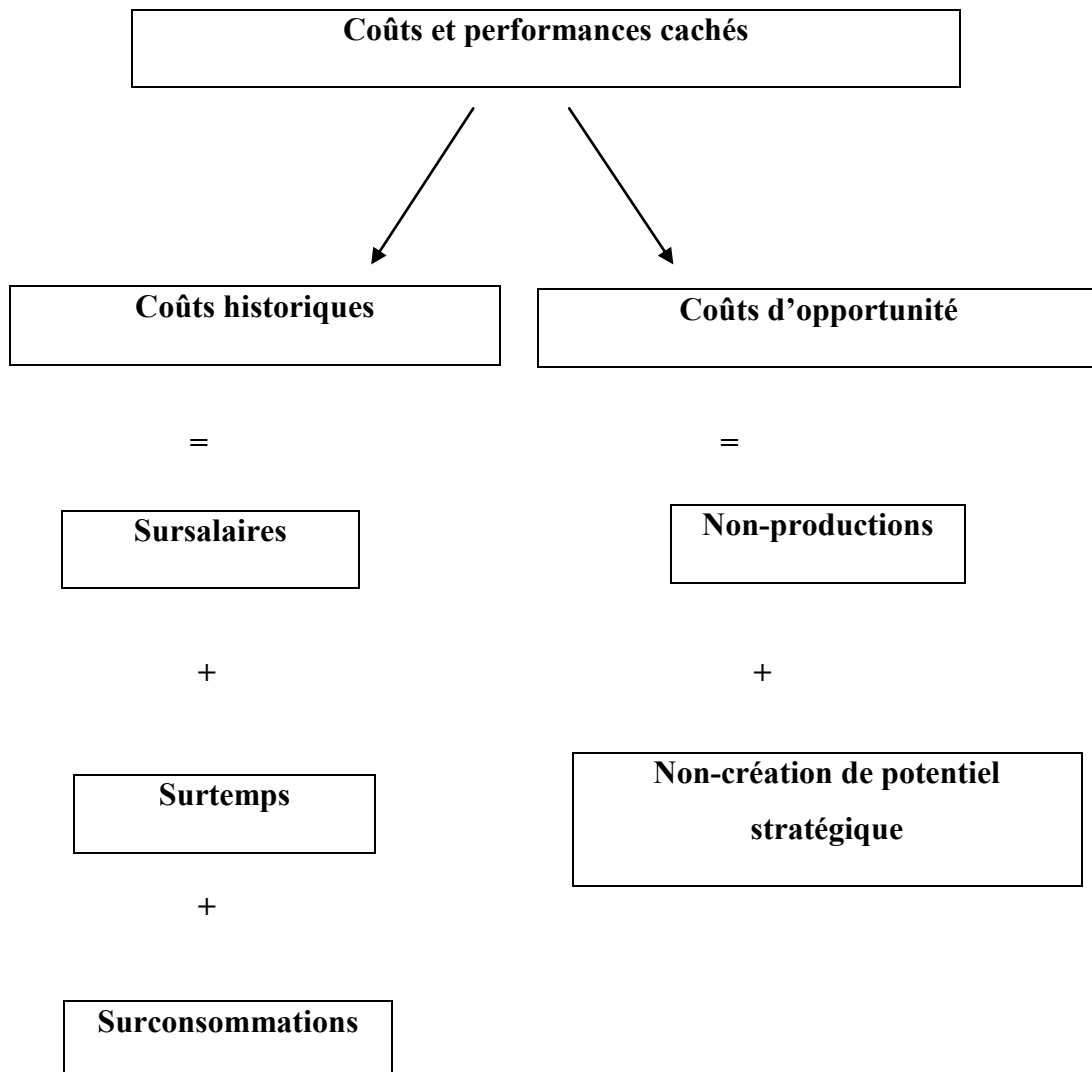 Coûts et performances cachés
Coûts historiques
Coûts d’opportunité
=
=
Sursalaires
Non-productions
+
+
Surtemps
Non-création de potentiel
stratégique
+
Surconsommations